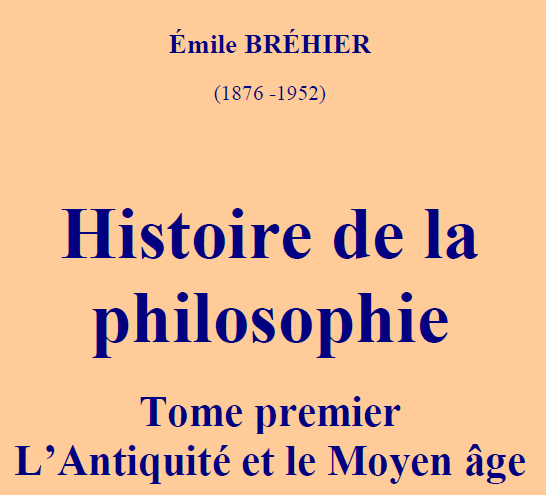 Émile BRÉHIER
(1876 -1952)
Histoire de la
philosophie
Tome premier
L’Antiquité et le Moyen âge